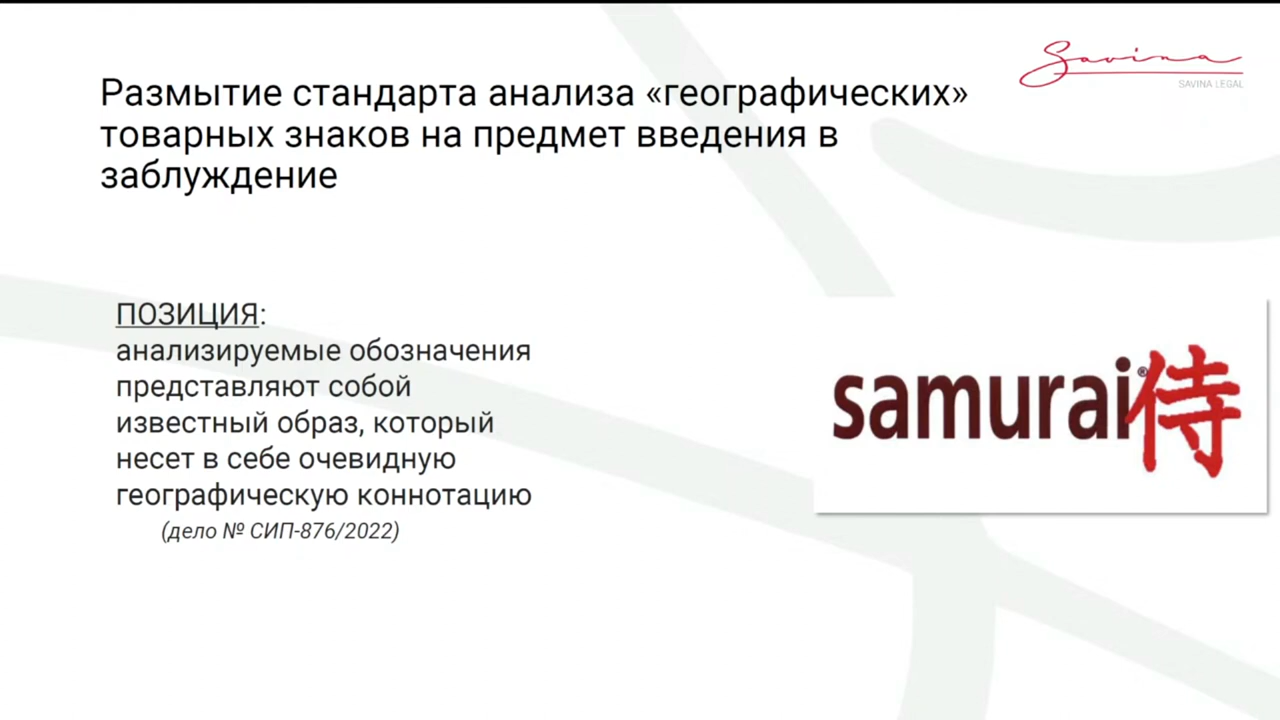 Savina
SAVINA LEGAL
Размытие стандарта анализа «географических»
товарных знаков на предмет введения в
заблуждение
ПОЗИЦИЯ:
анализируемые обозначения
представляют собой
известный образ, который
несет в себе очевидную
географическую коннотацию
(дело № СИП-876/2022)
samurai®侍